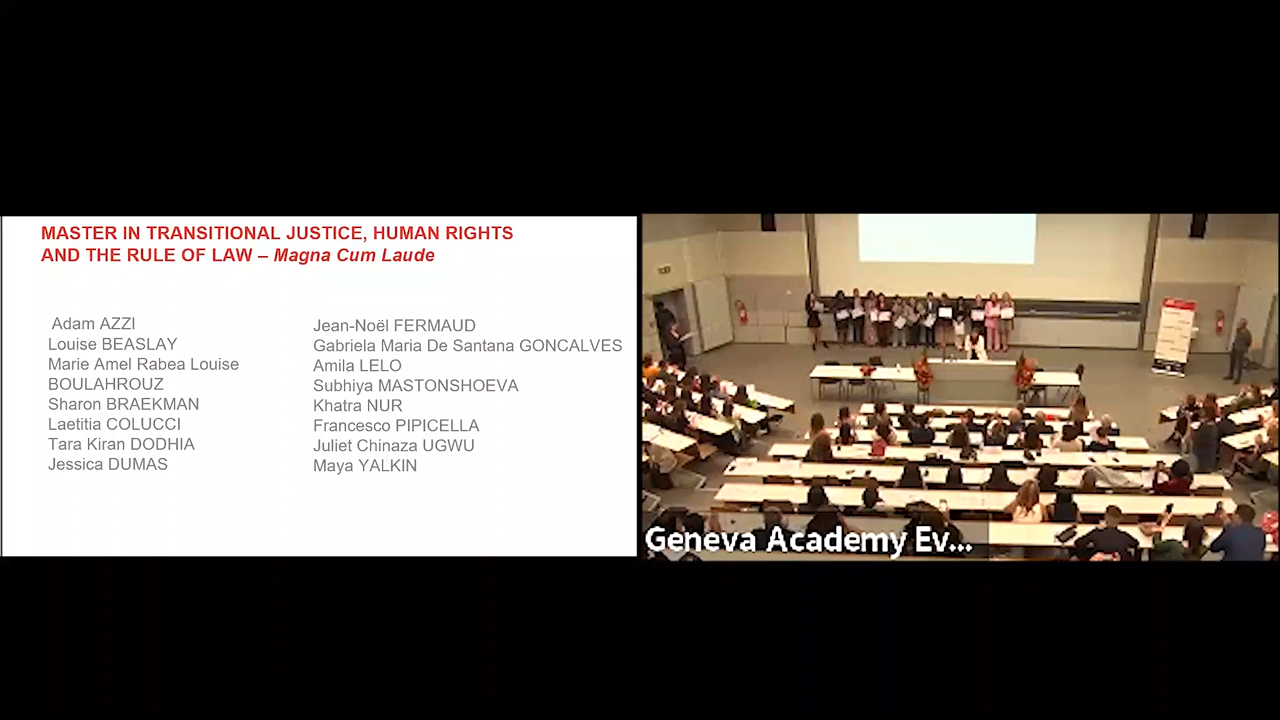 MASTER IN TRANSITIONAL JUSTICE, HUMAN RIGHTS
AND THE RULE OF LAW – Magna Cum Laude
Adam AZZI
Louise BEASLAY
Marie Amel Rabea Louise
BOULAHROUZ
Sharon BRAEKMAN
Laetitia COLUCCI
Tara Kiran DODHIA
Jessica DUMAS
Jean-Noël FERMAUD
Gabriela Maria De Santana GONCALVES
Amila LELO
Subhiya MASTONSHOEVA
Khatra NUR
Francesco PIPICELLA
Juliet Chinaza UGWU
Maya YALKIN
Geneva Academy Ev...